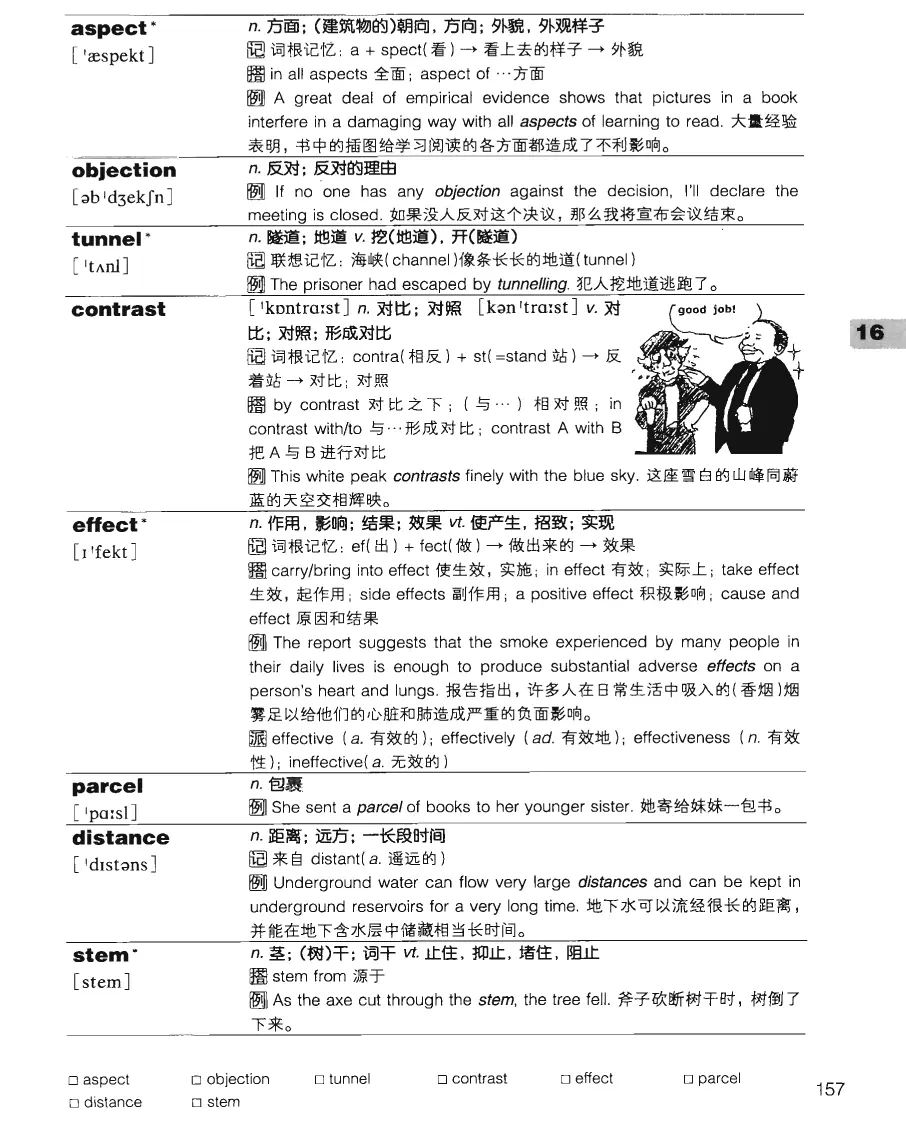 aspect*
[ˈæspekt]
n. 方面；(建筑物的)朝向，方向；外貌，外观样子
记 词根记忆：a + spect(看) → 看上去的样子 → 外貌
搭 in all aspects 全面；aspect of …方面
例 A great deal of empirical evidence shows that pictures in a book
interfere in a damaging way with all aspects of learning to read. 大量经验
表明，书中的插图给学习阅读的各方面都造成了不利影响。
objection
[əbˈdʒekʃn]
n. 反对；反对的理由
例 If no one has any objection against the decision, I'll declare the
meeting is closed. 如果没人反对这个决议，那么我将宣布会议结束。
tunnel*
[ˈtʌnl]
n. 隧道；地道 v. 挖(地道)，开(隧道)
记 联想记忆：海峡(channel)像条长长的地道(tunnel)
例 The prisoner had escaped by tunnelling. 犯人挖地道逃跑了。
contrast
[ˈkɒntrɑːst] n. 对比；对照 [kənˈtrɑːst] v. 对
比；对照；形成对比
记 词根记忆：contra(相反) + st(=stand 站) → 反
着站 → 对比；对照
搭 by contrast 对比之下；(与…)相对照；in
contrast with/to 与…形成对比；contrast A with B
把 A 与 B 进行对比
例 This white peak contrasts finely with the blue sky. 这座雪白的山峰同蔚
蓝的天空交相辉映。
good job!
16
effect*
[ɪˈfekt]
n. 作用，影响；结果；效果 vt. 使产生，招致；实现
记 词根记忆：ef(出) + fect(做) → 做出来的 → 效果
搭 carry/bring into effect 使生效，实施；in effect 有效；实际上；take effect
生效，起作用；side effects 副作用；a positive effect 积极影响；cause and
effect 原因和结果
例 The report suggests that the smoke experienced by many people in
their daily lives is enough to produce substantial adverse effects on a
person's heart and lungs. 报告指出，许多人在日常生活中吸入的(香烟)烟
雾足以给他们的心脏和肺造成严重的负面影响。
派 effective (a. 有效的)；effectively (ad. 有效地)；effectiveness (n. 有效
性)；ineffective(a. 无效的)
parcel
[ˈpɑːsl]
n. 包裹
例 She sent a parcel of books to her younger sister. 她寄给妹妹一包书。
distance
[ˈdɪstəns]
n. 距离；远方；一长段时间
记 来自 distant(a. 遥远的)
例 Underground water can flow very large distances and can be kept in
underground reservoirs for a very long time. 地下水可以流经很长的距离，
并能在地下含水层中储藏相当长时间。
stem*
[stem]
n. 茎；(树)干；词干 vt. 止住，抑止，堵住，阻止
搭 stem from 源于
例 As the axe cut through the stem, the tree fell. 斧子砍断树干时，树倒了
下来。
□ aspect □ objection □ tunnel □ contrast □ effect □ parcel
□ distance □ stem
157